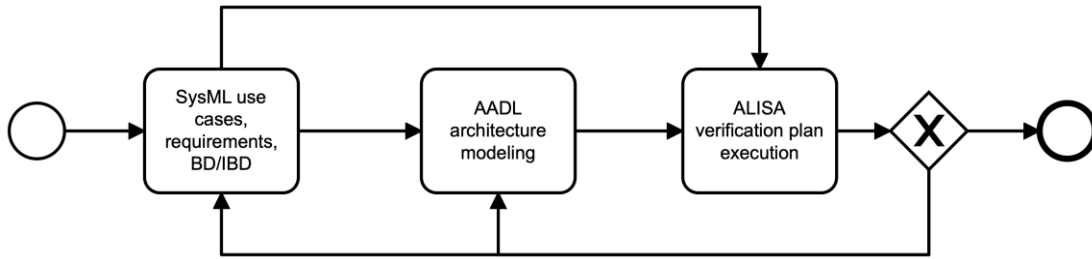 SysML use
cases,
requirements,
BD/IBD
AADL
architecture
modeling
ALISA
verification plan
execution
X